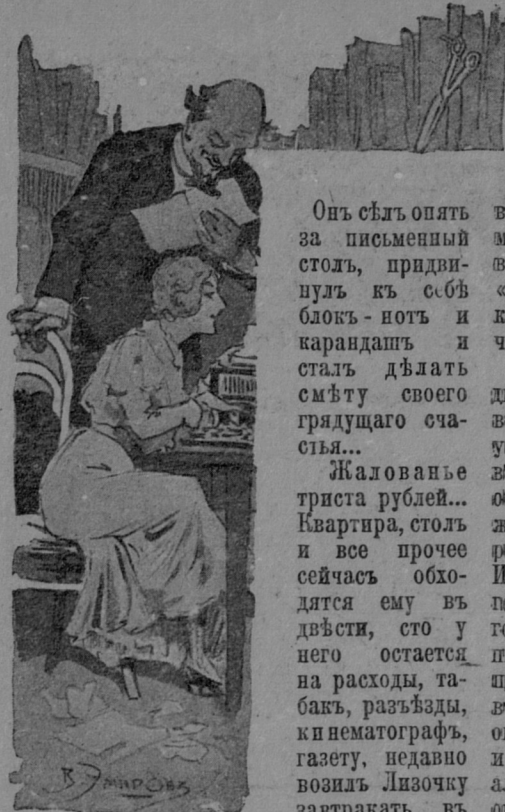 Онъ сѣлъ опять
за письменный
столъ, придви-
нулъ къ себѣ
блокъ-нотъ и
карандашъ и
сталъ дѣлать
смѣту своего
грядущаго сча-
стья...
Жалованье
триста рублей...
Квартира, столъ
и все прочее
сейчасъ обхо-
дятся ему въ
двѣсти, сто у
него остается
на расходы, та-
бакъ, разъѣзды,
кинематографъ,
газету, недавно
возилъ Лизочку
завтракать въ